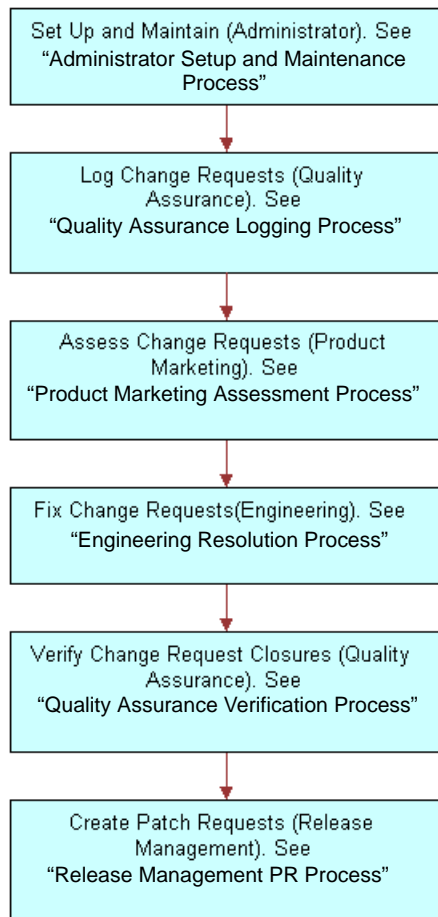 Set Up and Maintain (Administrator). See
“Administrator Setup and Maintenance
Process”
Log Change Requests (Quality
Assurance). See
“Quality Assurance Logging Process”
Assess Change Requests (Product
Marketing). See
“Product Marketing Assessment Process”
Fix Change Requests(Engineering). See
“Engineering Resolution Process”
Verify Change Request Closures (Quality
Assurance). See
“Quality Assurance Verification Process”
Create Patch Requests (Release
Management). See
“Release Management PR Process”